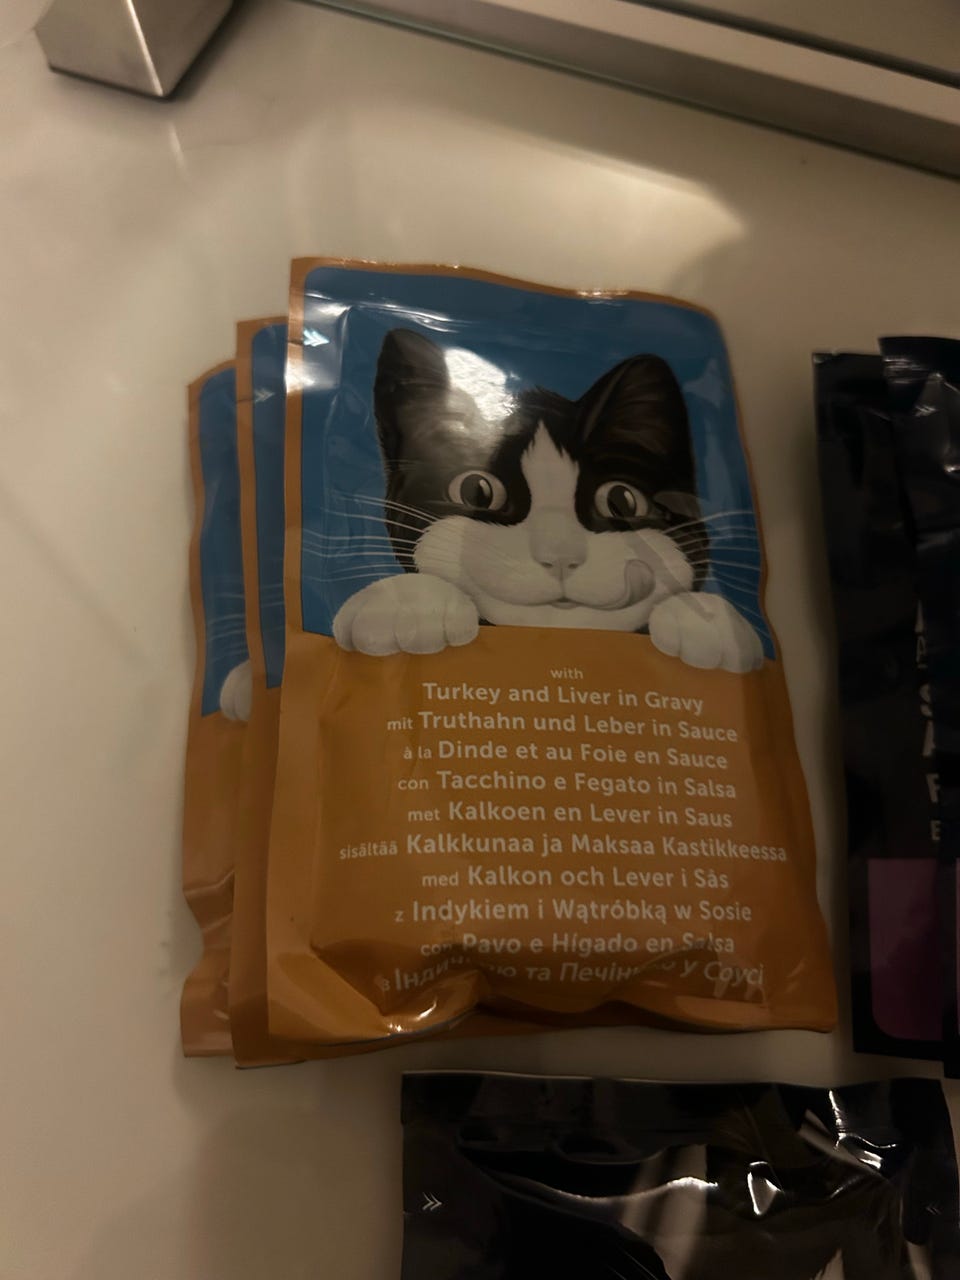 with
Turkey and Liver in Gravy
mit Truthahn und Leber in Sauce
à la Dinde et au Foie en Sauce
con Tacchino e Fegato in Salsa
met Kalkoen en Lever in Saus
sisältää Kalkkunaa ja Maksaa Kastikkeessa
med Kalkon och Lever i Sås
z Indykiem i Wątróbką w Sosie
con Pavo e Hígado en Salsa
з та у Соусі